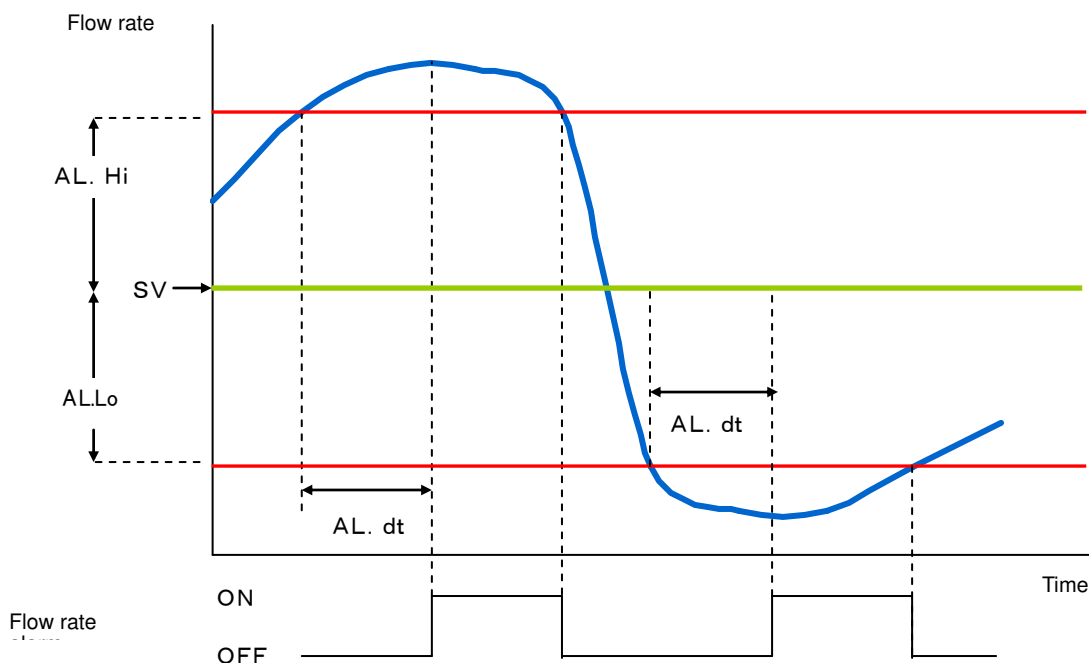 Flow rate
AL. Hi
SV
AL.Lo
AL. dt
AL. dt
Time
ON
Flow rate
OFF